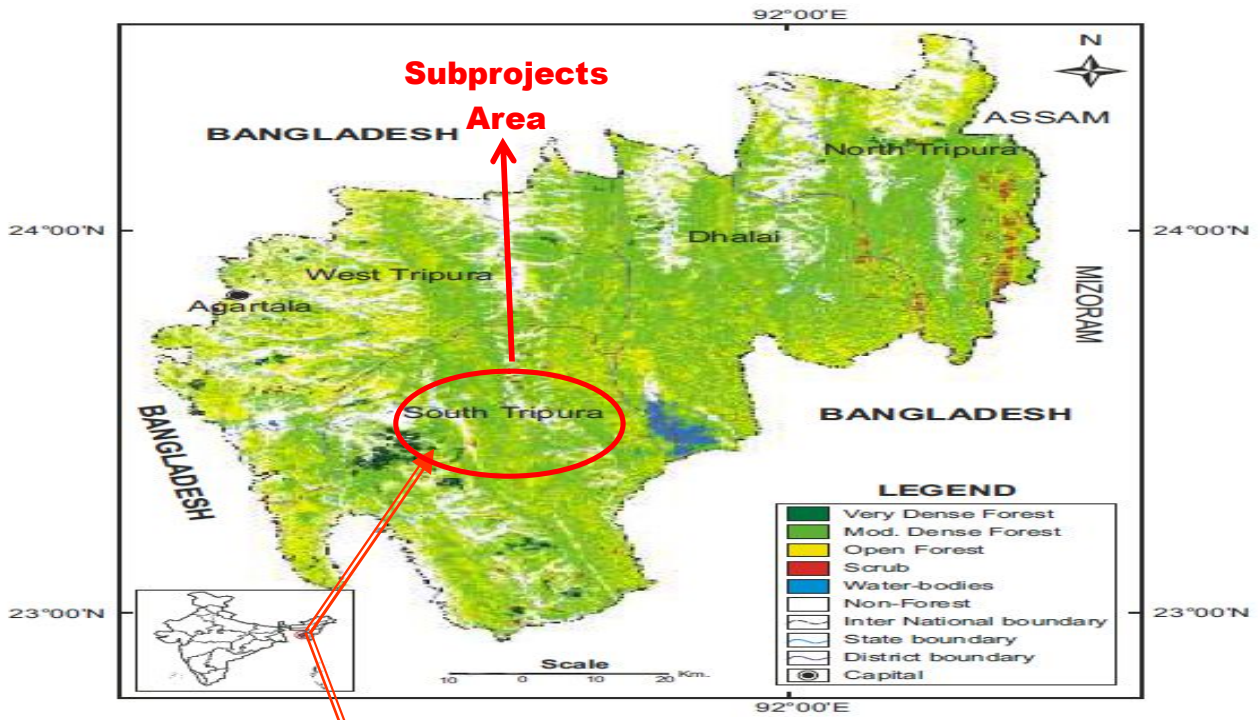 92°00'E
N
Subprojects
Area
BANGLADESH
ASSAM
North Tripura
24°00'N
24°00'N
Dhalai
West Tripura
Agartala
MIZORAM
South Tripura
BANGLADESH
BANGLADESH
LEGEND
Very Dense Forest
Mod. Dense Forest
Open Forest
Scrub
Water-bodies
Non-Forest
Inter National boundary
State boundary
District boundary
Capital
23°00'N
23°00'N
Scale
10 0 10 20 Km.
92°00'E